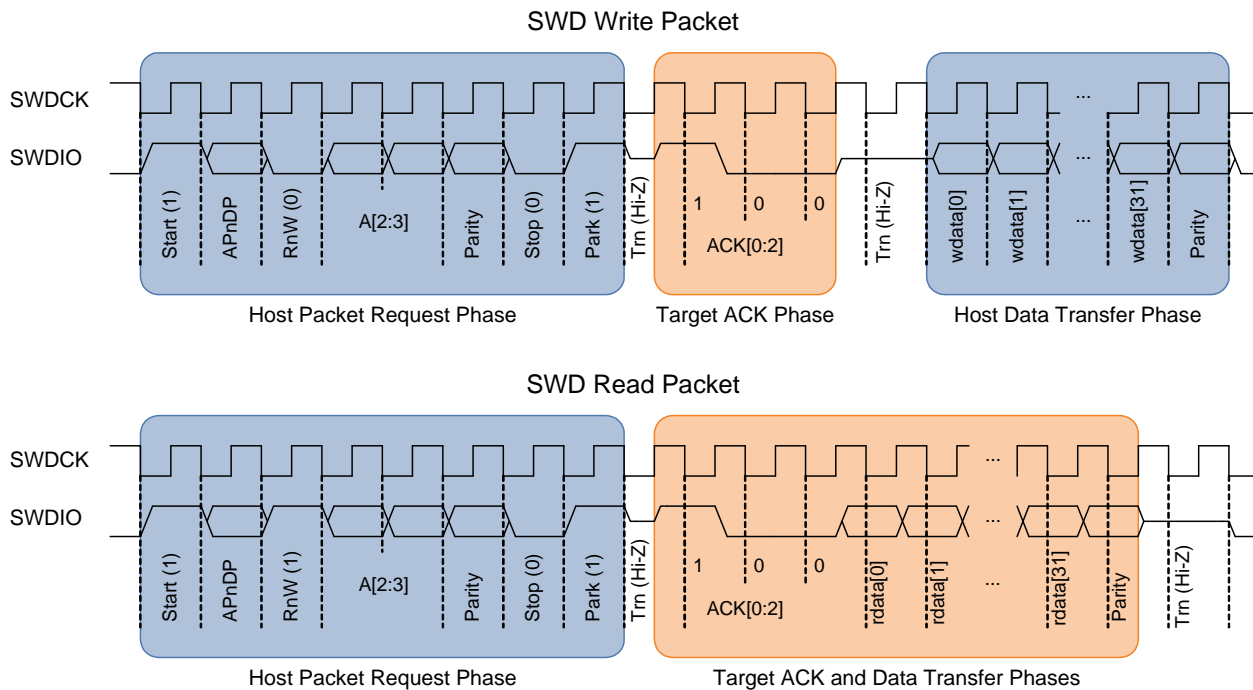 SWD Write Packet
SWDCK
...
SWDIO
...
Start (1)
APnDP
RnW (0)
A[2:3]
Parity
Stop (0)
Park (1)
Trn (Hi-Z)
1
0
0
ACK[0:2]
Trn (Hi-Z)
wdata[0]
wdata[1]
...
wdata[31]
Parity
Host Packet Request Phase
Target ACK Phase
Host Data Transfer Phase
SWD Read Packet
SWDCK
...
SWDIO
...
Start (1)
APnDP
RnW (1)
A[2:3]
Parity
Stop (0)
Park (1)
Trn (Hi-Z)
1
0
0
ACK[0:2]
rdata[0]
rdata[1]
...
rdata[31]
Parity
Trn (Hi-Z)
Host Packet Request Phase
Target ACK and Data Transfer Phases